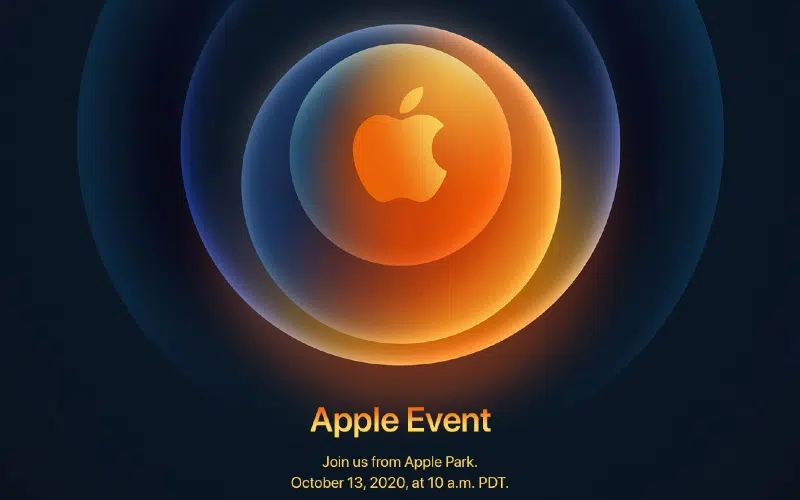 Apple Event
Join us from Apple Park.
October 13, 2020, at 10 a.m. PDT.